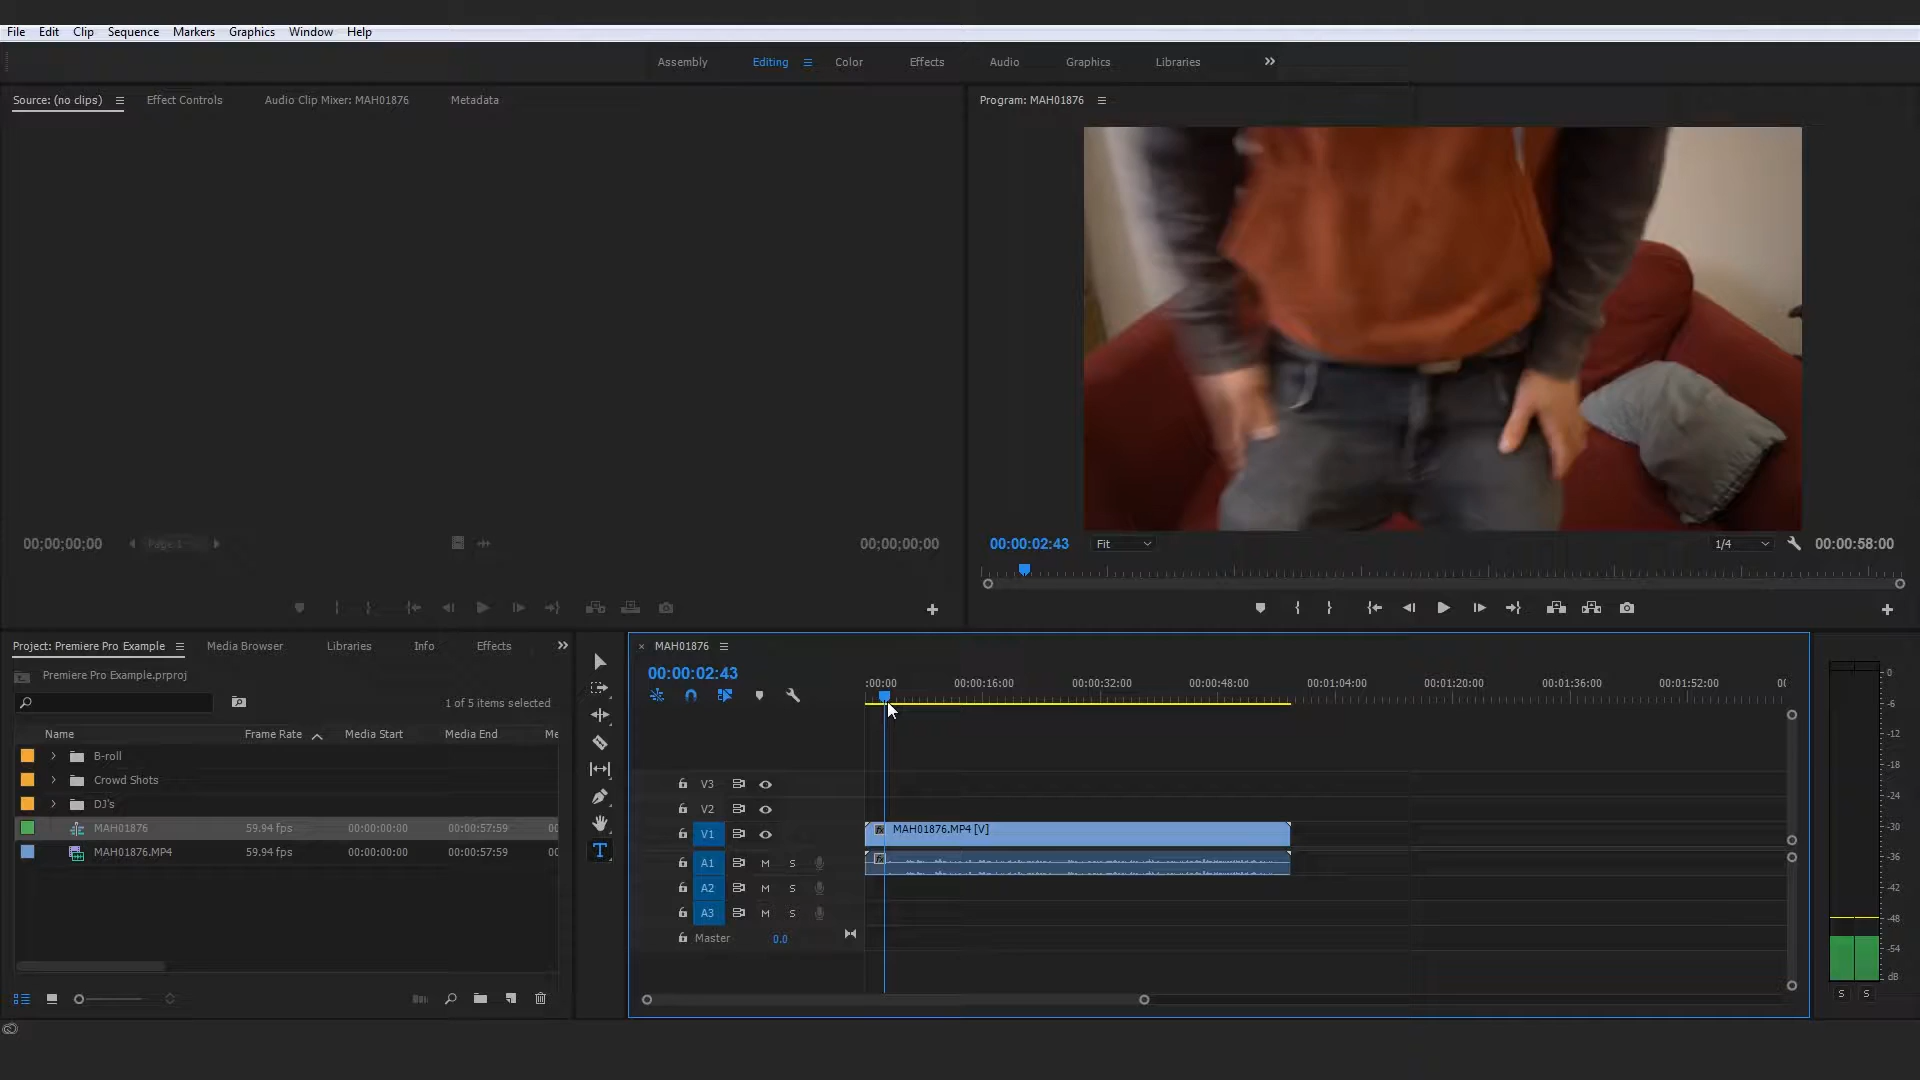 File Edit Clip Sequence Markers Graphics Window Help
Assembly Editing Color Effects Audio Graphics Libraries
Source: (no clips) Effect Controls Audio Clip Mixer: MAH01876 Metadata
Program: MAH01876
00;00;00;00 Page 1 00;00;00;00
00:00:02:43 Fit 1/4 00:00:58:00
Project: Premiere Pro Example Media Browser Libraries Info Effects
Premiere Pro Example.prproj
1 of 5 items selected
Name Frame Rate Media Start Media End Me
B-roll
Crowd Shots
DJ's
MAH01876 59.94 fps 00:00:00:00 00:00:57:59 00
MAH01876.MP4 59.94 fps 00:00:00:00 00:00:57:59 00
T
MAH01876
00:00:02:43
:00:00 00:00:16:00 00:00:32:00 00:00:48:00 00:01:04:00 00:01:20:00 00:01:36:00 00:01:52:00 00
V3
V2
V1 fx MAH01876.MP4 [V]
A1 M S fx
A2 M S
A3 M S
Master 0.0
0
-6
-12
-18
-24
-30
-36
-42
-48
-54
dB
S S